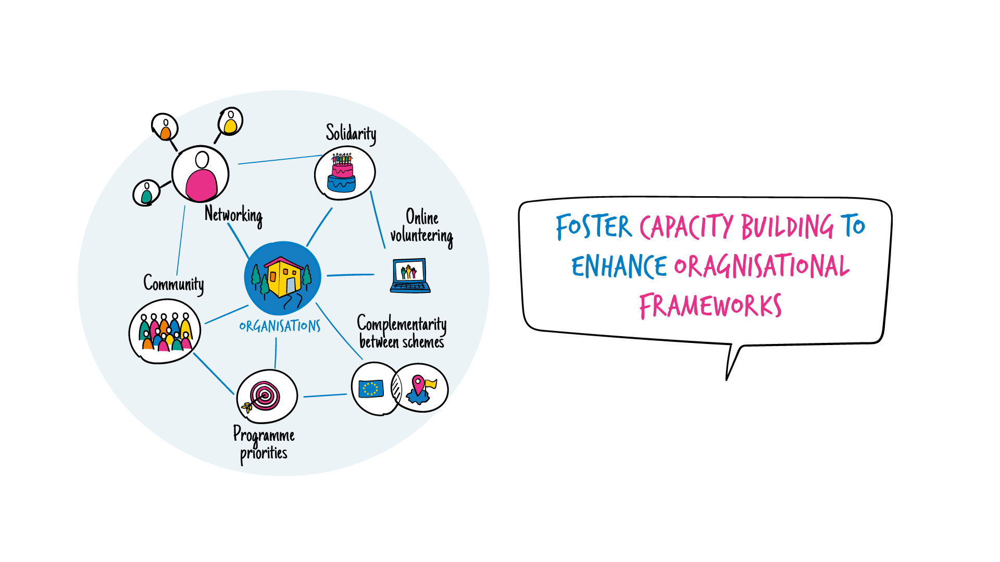 Solidarity
Networking
Online
volunteering
Community
ORGANISATIONS
Complementarity
between schemes
Programme
priorities
FOSTER CAPACITY BUILDING TO
ENHANCE ORAGNISATIONAL
FRAMEWORKS